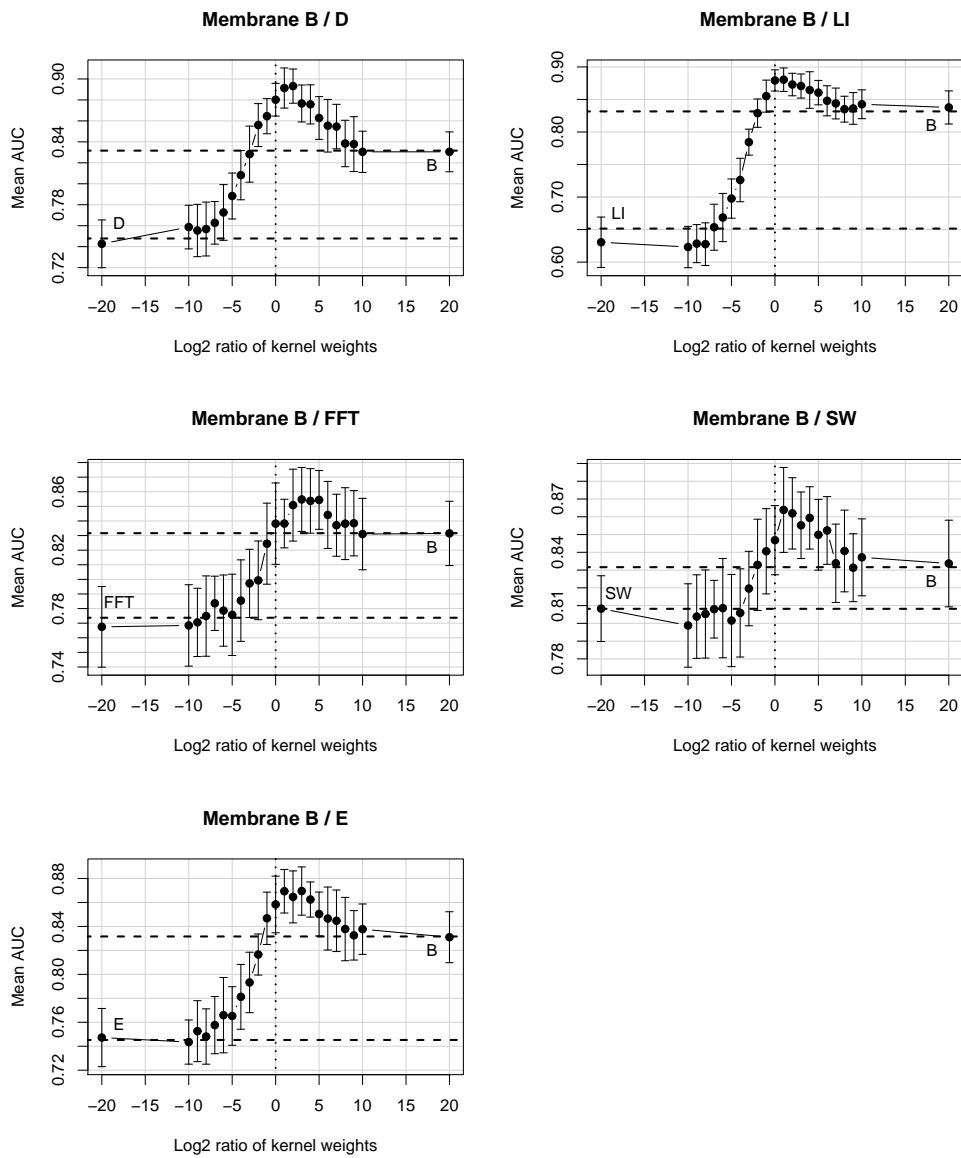 Membrane B / D
Mean AUC
0.90
0.84
0.78
0.72
D
B
−20 −15 −10 −5 0 5 10 15 20
Log2 ratio of kernel weights
Membrane B / LI
Mean AUC
0.90
0.80
0.70
0.60
LI
B
−20 −15 −10 −5 0 5 10 15 20
Log2 ratio of kernel weights
Membrane B / FFT
Mean AUC
0.86
0.82
0.78
0.74
FFT
B
−20 −15 −10 −5 0 5 10 15 20
Log2 ratio of kernel weights
Membrane B / SW
Mean AUC
0.87
0.84
0.81
0.78
SW
B
−20 −15 −10 −5 0 5 10 15 20
Log2 ratio of kernel weights
Membrane B / E
Mean AUC
0.88
0.84
0.80
0.76
0.72
E
B
−20 −15 −10 −5 0 5 10 15 20
Log2 ratio of kernel weights